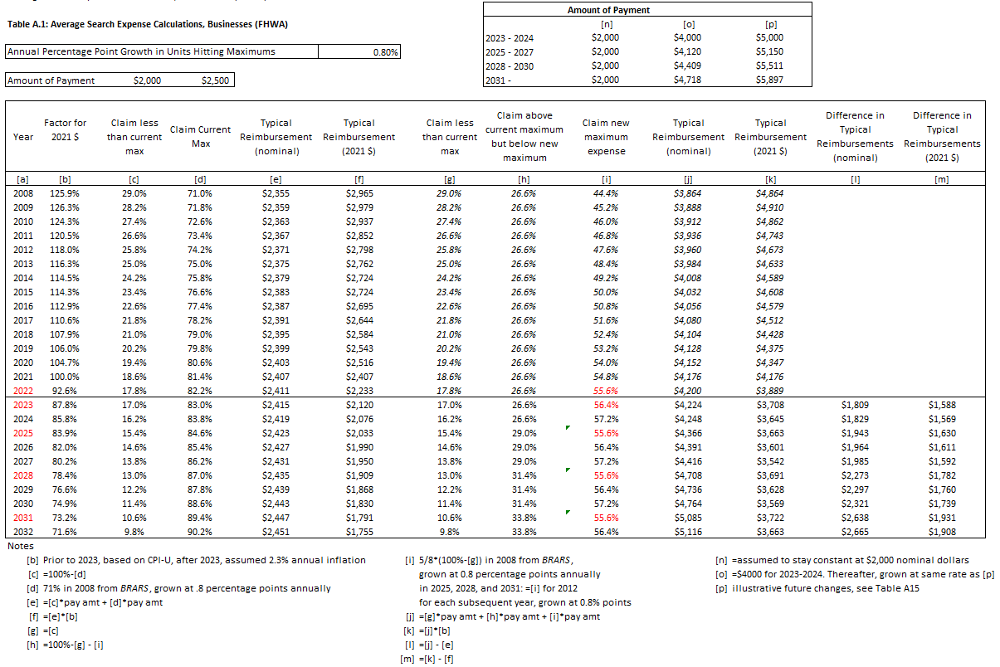 Amount of Payment
Table A.1: Average Search Expense Calculations, Businesses (FHWA)
[n] [o] [p]
2023 - 2024 $2,000 $4,000 $5,000
Annual Percentage Point Growth in Units Hitting Maximums 0.80%
2025 - 2027 $2,000 $4,120 $5,150
2028 - 2030 $2,000 $4,409 $5,511
Amount of Payment $2,000 $2,500
2031 - $2,000 $4,718 $5,897
Year Factor for 2021 $ Claim less than current max Claim Current Max Typical Reimbursement (nominal) Typical Reimbursement (2021 $) Claim less than current max Claim above current maximum but below new maximum Claim new maximum expense Typical Reimbursement (nominal) Typical Reimbursement (2021 $) Difference in Typical Reimbursements (nominal) Difference in Typical Reimbursements (2021 $)
[a] [b] [c] [d] [e] [f] [g] [h] [i] [j] [k] [l] [m]
2008 125.9% 29.0% 71.0% $2,355 $2,965 29.0% 26.6% 44.4% $3,864 $4,864
2009 126.3% 28.2% 71.8% $2,359 $2,979 28.2% 26.6% 45.2% $3,888 $4,910
2010 124.3% 27.4% 72.6% $2,363 $2,937 27.4% 26.6% 46.0% $3,912 $4,862
2011 120.5% 26.6% 73.4% $2,367 $2,852 26.6% 26.6% 46.8% $3,936 $4,743
2012 118.0% 25.8% 74.2% $2,371 $2,798 25.8% 26.6% 47.6% $3,960 $4,673
2013 116.3% 25.0% 75.0% $2,375 $2,762 25.0% 26.6% 48.4% $3,984 $4,633
2014 114.5% 24.2% 75.8% $2,379 $2,724 24.2% 26.6% 49.2% $4,008 $4,589
2015 114.3% 23.4% 76.6% $2,383 $2,724 23.4% 26.6% 50.0% $4,032 $4,608
2016 112.9% 22.6% 77.4% $2,387 $2,695 22.6% 26.6% 50.8% $4,056 $4,579
2017 110.6% 21.8% 78.2% $2,391 $2,644 21.8% 26.6% 51.6% $4,080 $4,512
2018 107.9% 21.0% 79.0% $2,395 $2,584 21.0% 26.6% 52.4% $4,104 $4,428
2019 106.0% 20.2% 79.8% $2,399 $2,543 20.2% 26.6% 53.2% $4,128 $4,375
2020 104.7% 19.4% 80.6% $2,403 $2,516 19.4% 26.6% 54.0% $4,152 $4,347
2021 100.0% 18.6% 81.4% $2,407 $2,407 18.6% 26.6% 54.8% $4,176 $4,176
2022 92.6% 17.8% 82.2% $2,411 $2,233 17.8% 26.6% 55.6% $4,200 $3,889
2023 87.8% 17.0% 83.0% $2,415 $2,120 17.0% 26.6% 56.4% $4,224 $3,708 $1,809 $1,588
2024 85.8% 16.2% 83.8% $2,419 $2,076 16.2% 26.6% 57.2% $4,248 $3,645 $1,829 $1,569
2025 83.9% 15.4% 84.6% $2,423 $2,033 15.4% 29.0% 55.6% $4,366 $3,663 $1,943 $1,630
2026 82.0% 14.6% 85.4% $2,427 $1,990 14.6% 29.0% 56.4% $4,391 $3,601 $1,964 $1,611
2027 80.2% 13.8% 86.2% $2,431 $1,950 13.8% 29.0% 57.2% $4,416 $3,542 $1,985 $1,592
2028 78.4% 13.0% 87.0% $2,435 $1,909 13.0% 31.4% 55.6% $4,708 $3,691 $2,273 $1,782
2029 76.6% 12.2% 87.8% $2,439 $1,868 12.2% 31.4% 56.4% $4,736 $3,628 $2,297 $1,760
2030 74.9% 11.4% 88.6% $2,443 $1,830 11.4% 31.4% 57.2% $4,764 $3,569 $2,321 $1,739
2031 73.2% 10.6% 89.4% $2,447 $1,791 10.6% 33.8% 55.6% $5,085 $3,722 $2,638 $1,931
2032 71.6% 9.8% 90.2% $2,451 $1,755 9.8% 33.8% 56.4% $5,116 $3,663 $2,665 $1,908
Notes
[b] Prior to 2023, based on CPI-U, after 2023, assumed 2.3% annual inflation
[c] =100%-[d]
[d] 71% in 2008 from BRARS, grown at .8 percentage points annually
[e] =[c]*pay amt + [d]*pay amt
[f] =[e]*[b]
[g] =[c]
[h] =100%-[g] - [i]
[i] 5/8*(100%-[g]) in 2008 from BRARS,
grown at 0.8 percentage points annually
in 2025, 2028, and 2031: =[i] for 2012
for each subsequent year, grown at 0.8% points
[j] =[g]*pay amt + [h]*pay amt + [i]*pay amt
[k] =[j]*[b]
[l] =[j] - [e]
[m] =[k] - [f]
[n] =assumed to stay constant at $2,000 nominal dollars
[o] =$4000 for 2023-2024. Thereafter, grown at same rate as [p]
[p] illustrative future changes, see Table A15